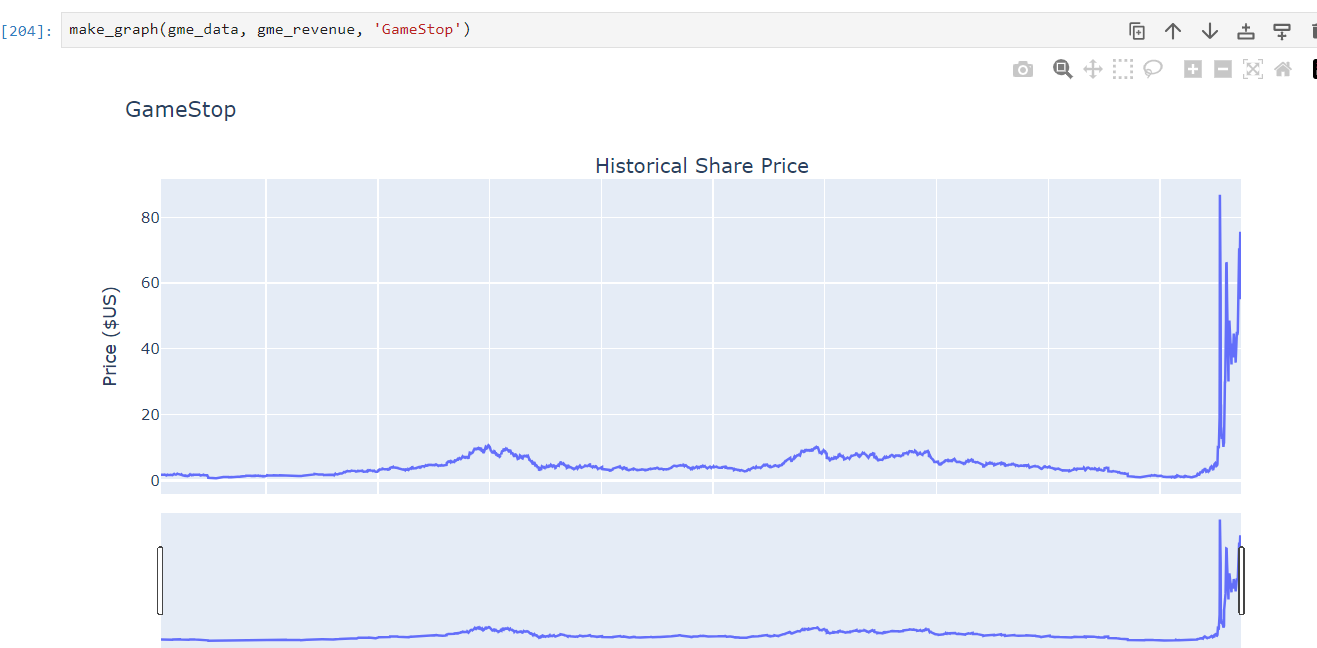 [204]: make_graph(gme_data, gme_revenue, 'GameStop')
GameStop
Historical Share Price
Price ($US)
80
60
40
20
0